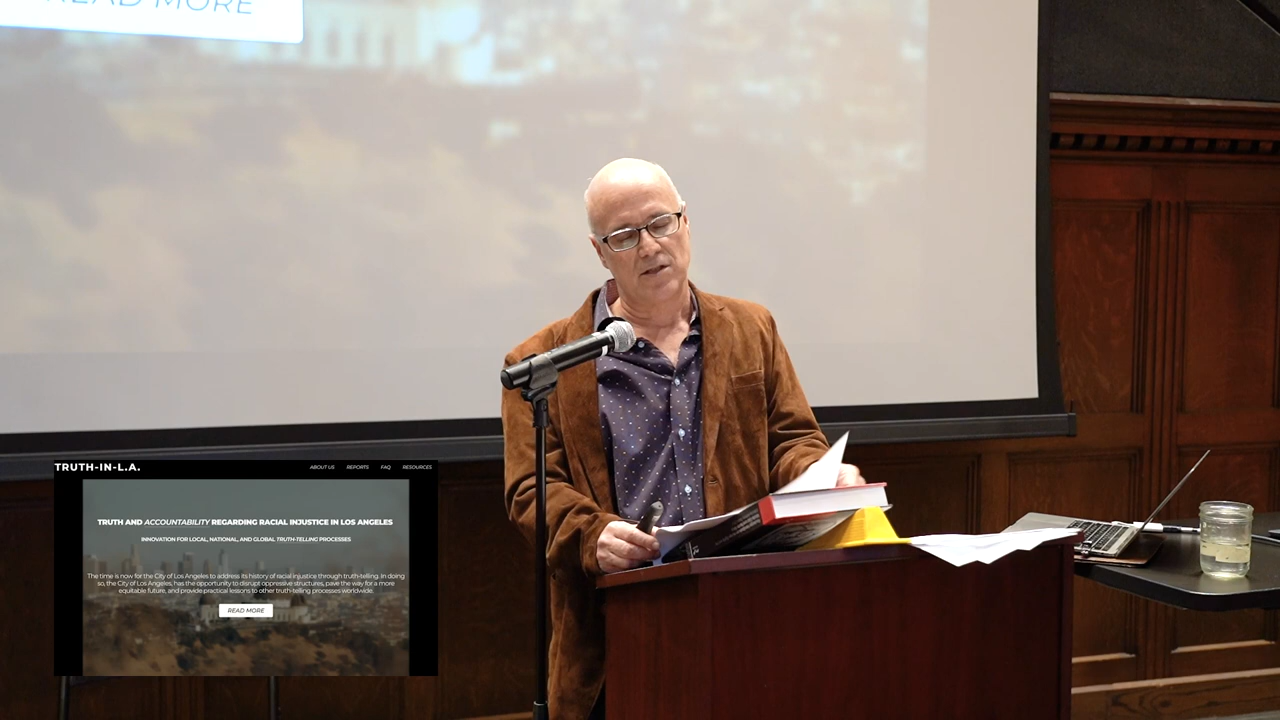 READ MORE
TRUTH-IN-L.A.
ABOUT US REPORTS FAQ RESOURCES
TRUTH AND ACCOUNTABILITY REGARDING RACIAL INJUSTICE IN LOS ANGELES
INNOVATION FOR LOCAL, NATIONAL, AND GLOBAL TRUTH-TELLING PROCESSES
The time is now for the City of Los Angeles to address its history of racial injustice through truth-telling. In doing
so, the City of Los Angeles, has the opportunity to disrupt oppressive structures, pave the way for a more
equitable future, and provide practical lessons to other truth-telling processes worldwide.
READ MORE